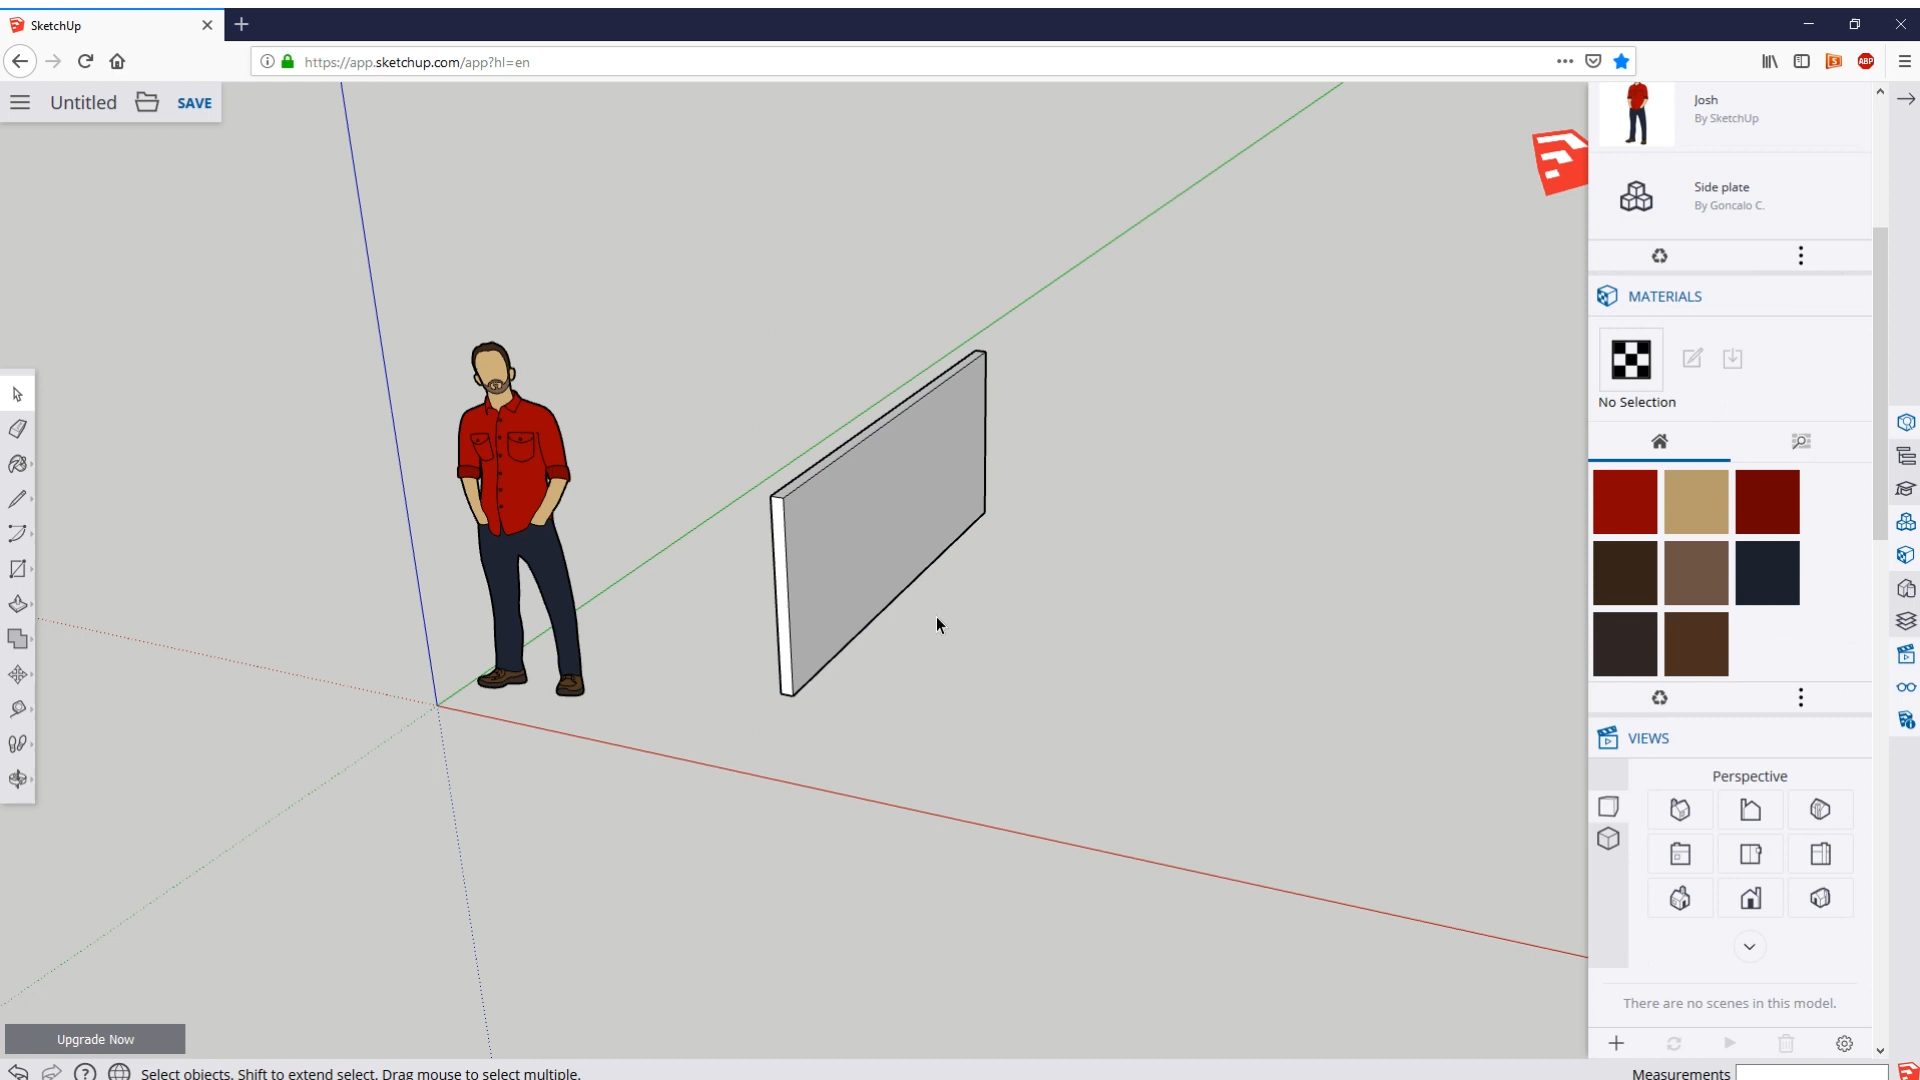 SketchUp
https://app.sketchup.com/app?hl=en
ABP
Untitled
SAVE
Josh
By SketchUp
Side plate
By Goncalo C.
MATERIALS
No Selection
VIEWS
Perspective
There are no scenes in this model.
Upgrade Now
Select objects. Shift to extend select. Drag mouse to select multiple.
Measurements